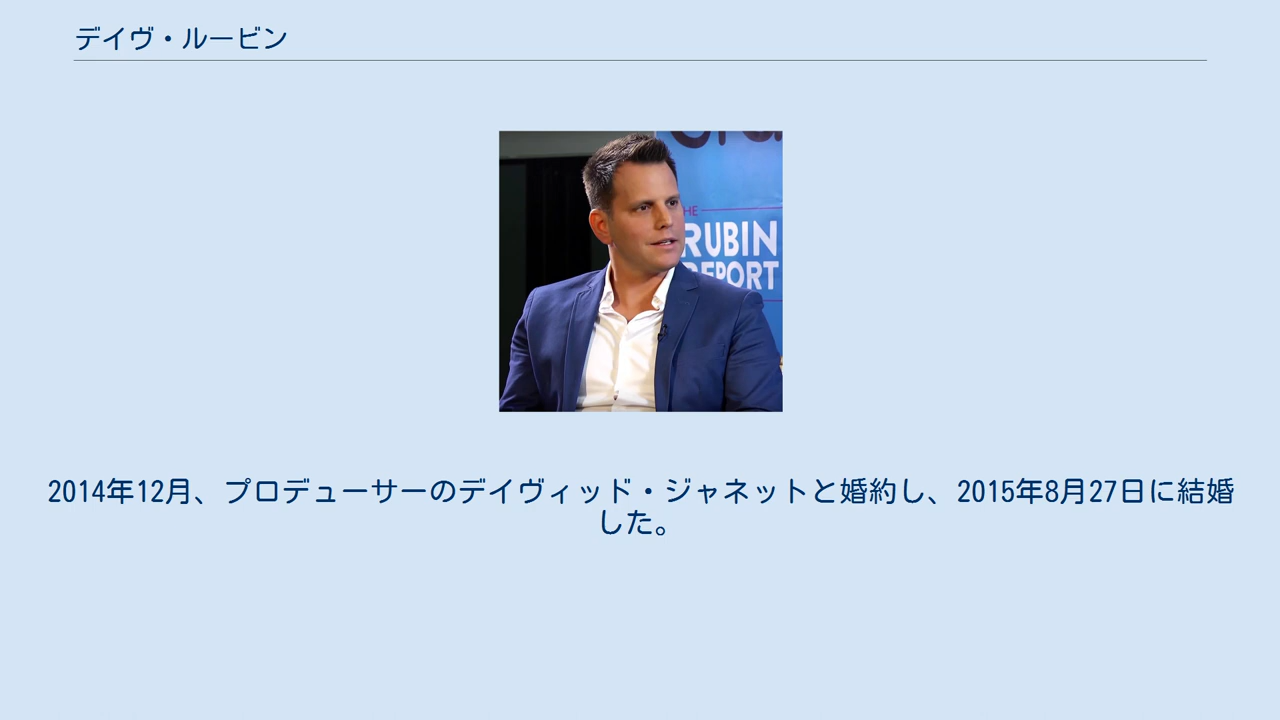 デイヴ・ルービン
THE
RUBIN
REPORT
2014年12月、プロデューサーのデイヴィッド・ジャネットと婚約し、2015年8月27日に結婚
した。